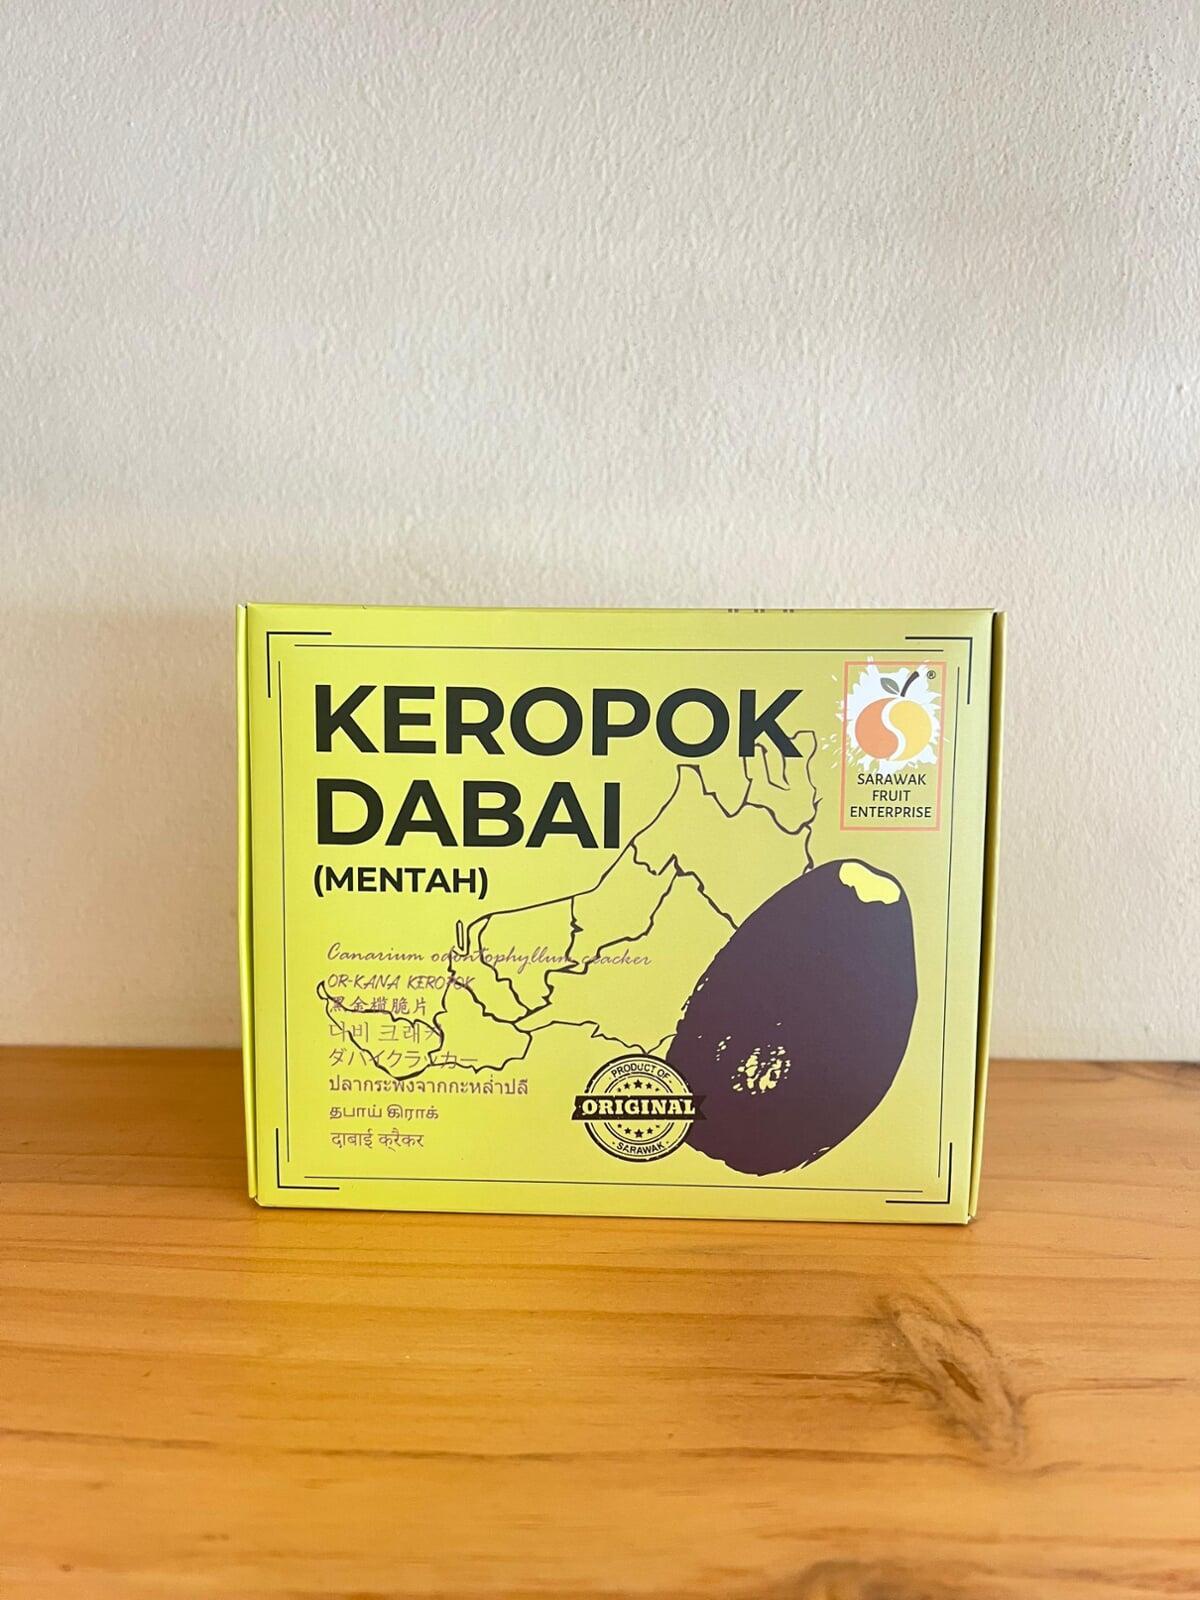 KEROPOK
DABAI
(MENTAH)
Canarium odontophyllum cracker
OR-KANA KEROPOK
黑金榄脆片
다비 크래커
ダバイクラッカー
ปลากระพงจากกะหล่ำปลี
தபாய் கிராக்
दाबाई क्रैकर
®
SARAWAK
FRUIT
ENTERPRISE
PRODUCT OF
ORIGINAL
SARAWAK